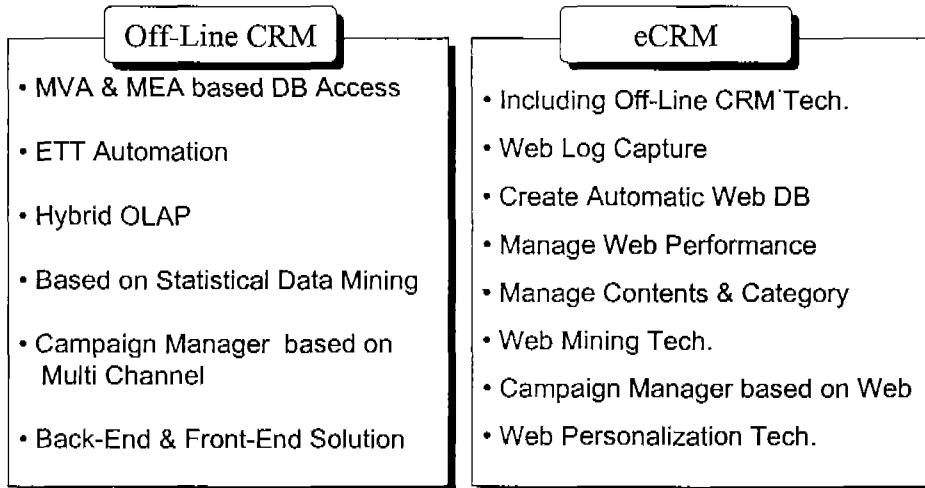 Off-Line CRM
• MVA & MEA based DB Access
• ETT Automation
• Hybrid OLAP
• Based on Statistical Data Mining
• Campaign Manager based on
Multi Channel
• Back-End & Front-End Solution
eCRM
• Including Off-Line CRM Tech.
• Web Log Capture
• Create Automatic Web DB
• Manage Web Performance
• Manage Contents & Category
• Web Mining Tech.
• Campaign Manager based on Web
• Web Personalization Tech.